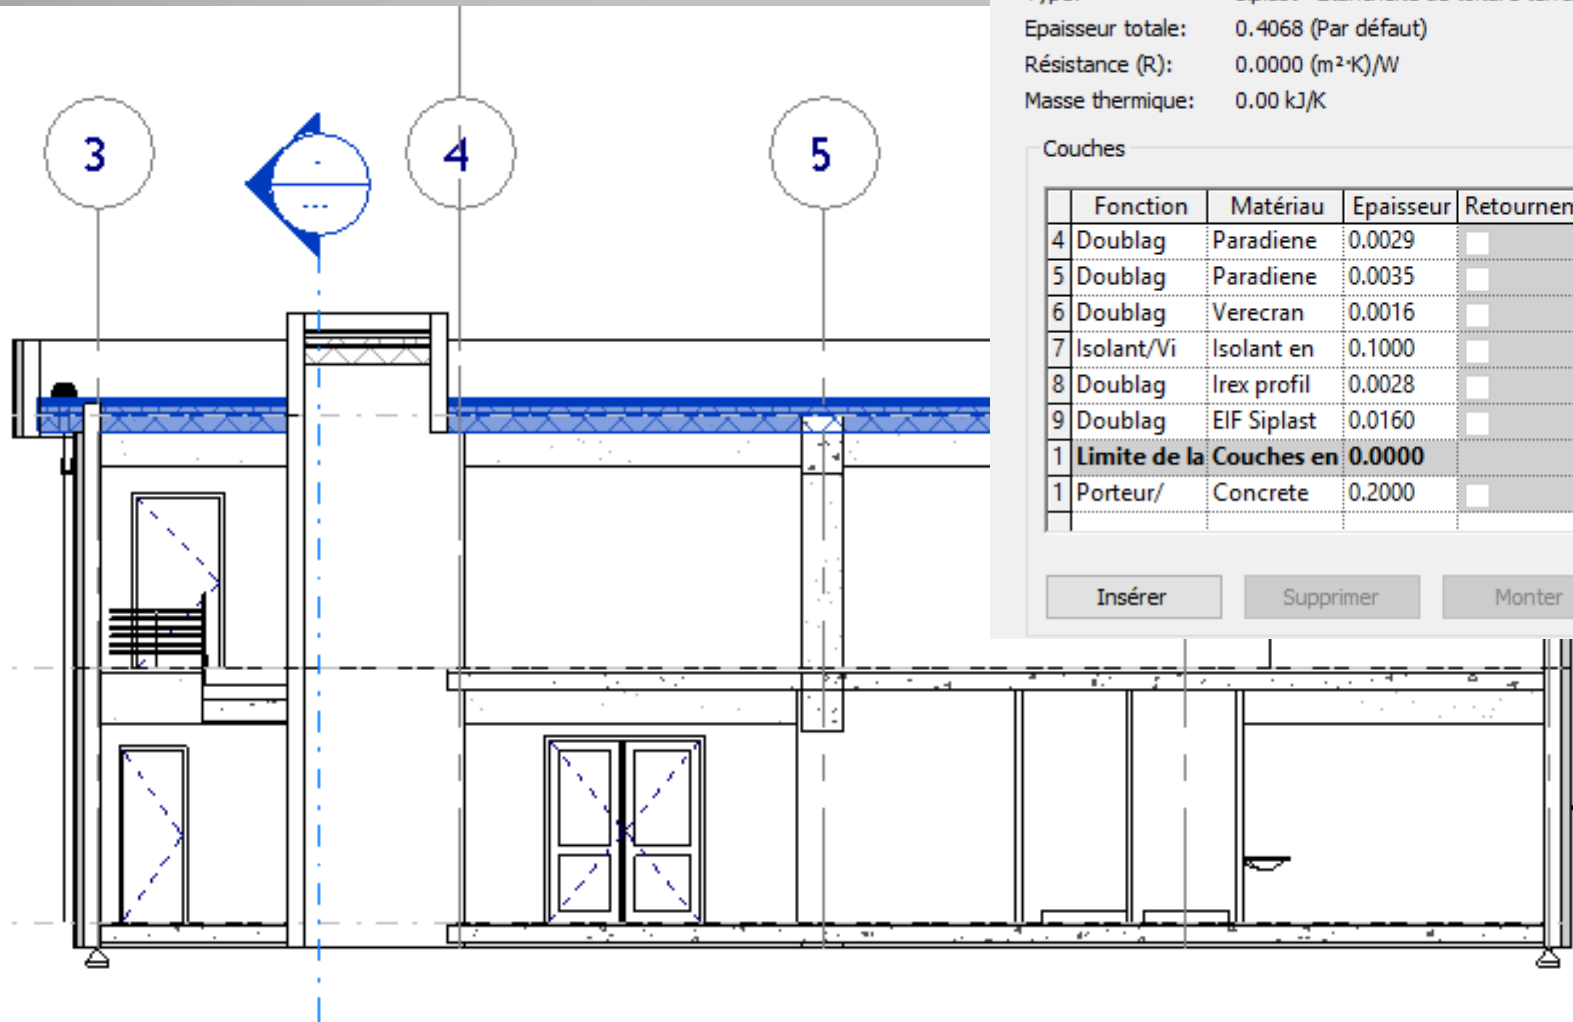 Epaisseur totale: 0.4068 (Par défaut)
Résistance (R): 0.0000 (m²·K)/W
Masse thermique: 0.00 kJ/K
Couches
Fonction Matériau Epaisseur Retournem
4 Doublag Paradiene 0.0029
5 Doublag Paradiene 0.0035
6 Doublag Verecran 0.0016
7 Isolant/Vi Isolant en 0.1000
8 Doublag Irex profil 0.0028
9 Doublag EIF Siplast 0.0160
1 Limite de la Couches en 0.0000
1 Porteur/ Concrete 0.2000
Insérer Supprimer Monter
3 4 5
-
---